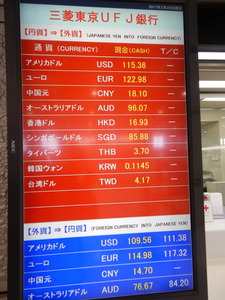 三菱東京UFJ銀行
【円貨】⇒【外貨】 (JAPANESE YEN INTO FOREIGN CURRENCY)
通貨 (CURRENCY) 現金(CASH) T/C
アメリカドル USD 115.36 —
ユーロ EUR 122.98 —
中国元 CNY 18.10 —
オーストラリアドル AUD 96.07 —
香港ドル HKD 16.93 —
シンガポールドル SGD 85.88 —
タイバーツ THB 3.70 —
韓国ウォン KRW 0.1145 —
台湾ドル TWD 4.17 —
【外貨】⇒【円貨】 (FOREIGN CURRENCY INTO JAPANESE YEN)
アメリカドル USD 109.56 111.38
ユーロ EUR 114.98 117.32
中国元 CNY 14.70 —
オーストラリアドル AUD 76.67 84.20